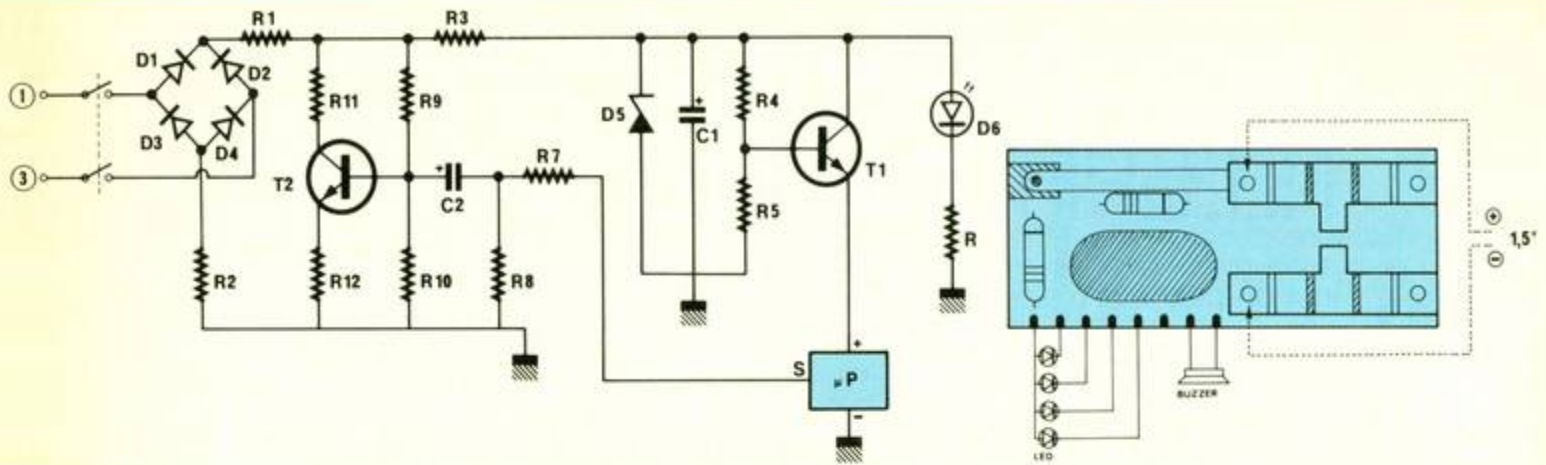 R1
R3
D1
D2
D3
D4
1
3
R11
R9
T2
C2
R7
R2
R12
R10
R8
D5
C1
R4
R5
T1
D6
R
S
+
µP
−
+
+
1,5ᵛ
+
−
LED
BUZZER